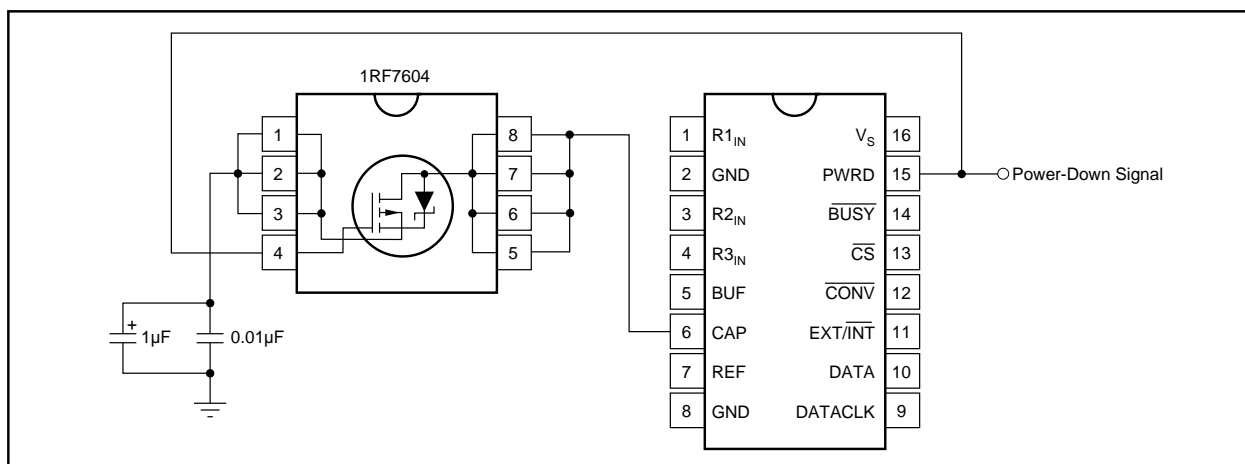 1RF7604
1
2
3
4
8
7
6
5
+
1µF
0.01µF
1 R1IN
2 GND
3 R2IN
4 R3IN
5 BUF
6 CAP
7 REF
8 GND
VS 16
PWRD 15
BUSY 14
CS 13
CONV 12
EXT/INT 11
DATA 10
DATACLK 9
Power-Down Signal